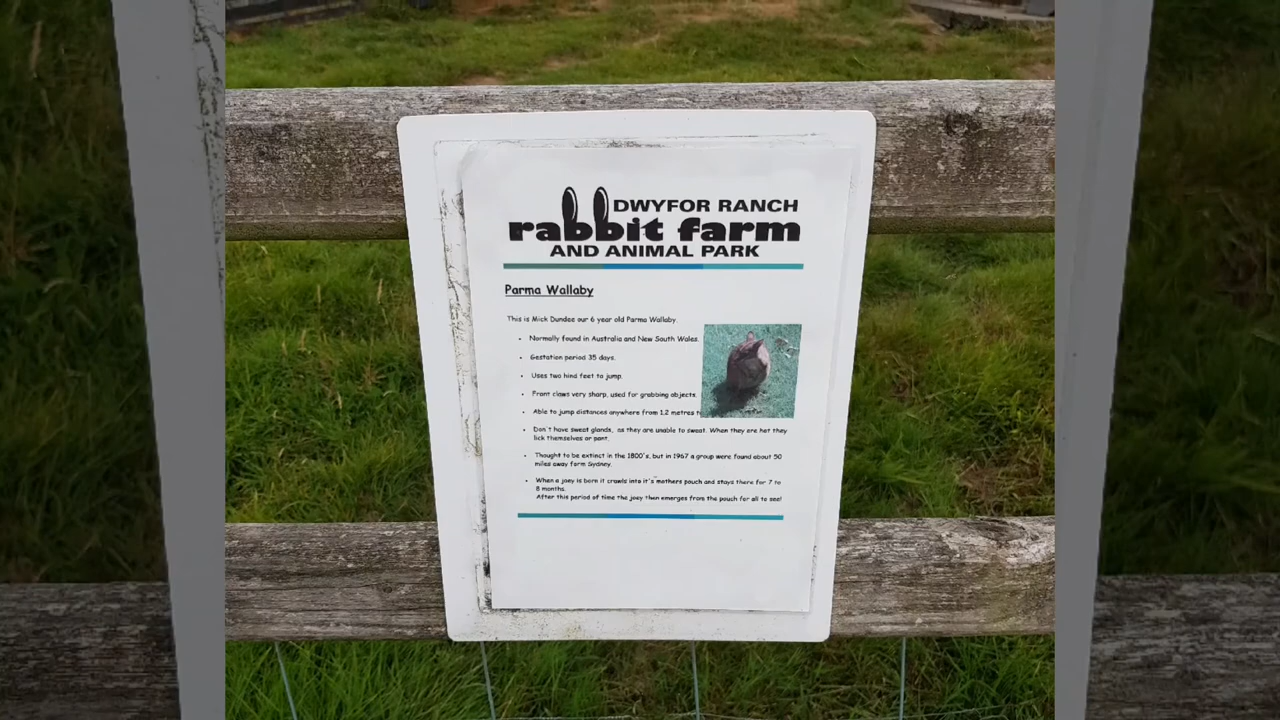 DWYFOR RANCH
rabbit farm
AND ANIMAL PARK
Parma Wallaby
This is Mick Dundee our 6 year old Parma Wallaby.
• Normally found in Australia and New South Wales.
• Gestation period 35 days.
• Uses two hind feet to jump.
• Front claws very sharp, used for grabbing objects.
• Able to jump distances anywhere from 1.2 metres
• Don't have sweat glands, as they are unable to sweat. When they are hot they
lick themselves or pant.
• Thought to be extinct in the 1800's, but in 1967 a group were found about 50
miles away form Sydney.
• When a joey is born it crawls into it's mothers pouch and stays there for 7 to
8 months.
After this period of time the joey then emerges from the pouch for all to see!